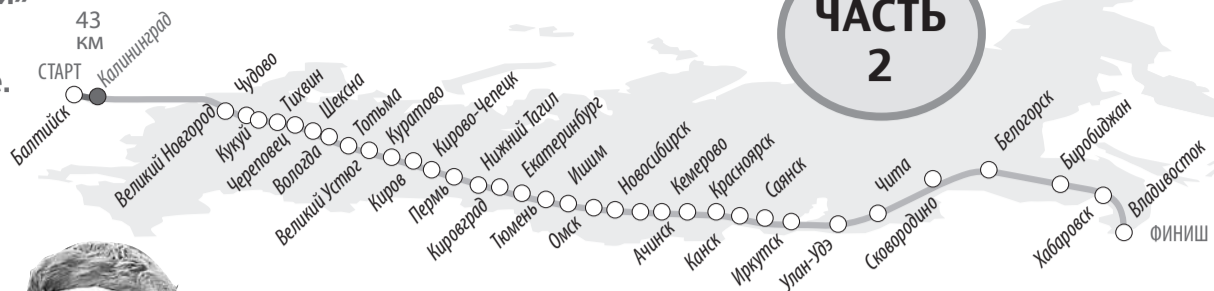 43
км
ЧАСТЬ
2
СТАРТ
Калининград
Балтийск
Великий Новгород
Чудово
Кукуй
Тихвин
Череповец
Шексна
Вологда
Тотьма
Великий Устюг
Куратово
Киров
Кирово-Чепецк
Пермь
Нижний Тагил
Кировград
Екатеринбург
Тюмень
Ишим
Омск
Новосибирск
Кемерово
Ачинск
Красноярск
Канск
Саянск
Иркутск
Улан-Удэ
Чита
Сковородино
Белогорск
Биробиджан
Хабаровск
Владивосток
ФИНИШ